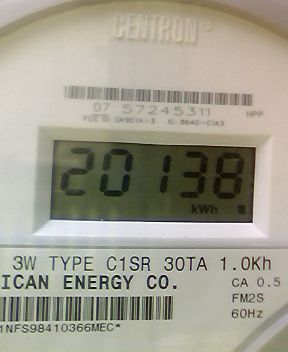 CENTRON®
07 57245311 NPP
20138
kWh
3W TYPE C1SR 30TA 1.0Kh
ICAN ENERGY CO. CA 0.5
FM2S
1NFS98410366MEC* 60Hz